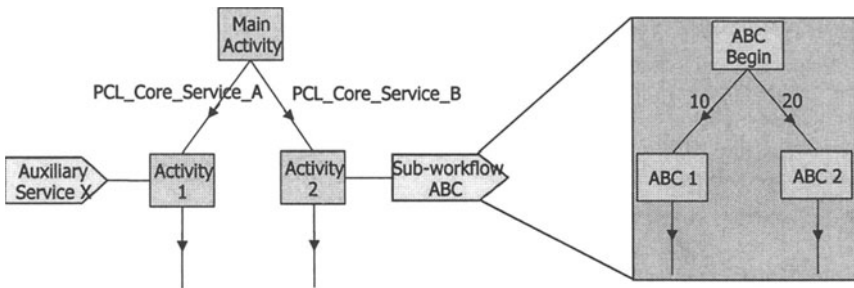 Main
Activity
PCL_Core_Service_A
PCL_Core_Service_B
Auxiliary
Service X
Activity
1
Activity
2
Sub-workflow
ABC
ABC
Begin
10
20
ABC 1
ABC 2